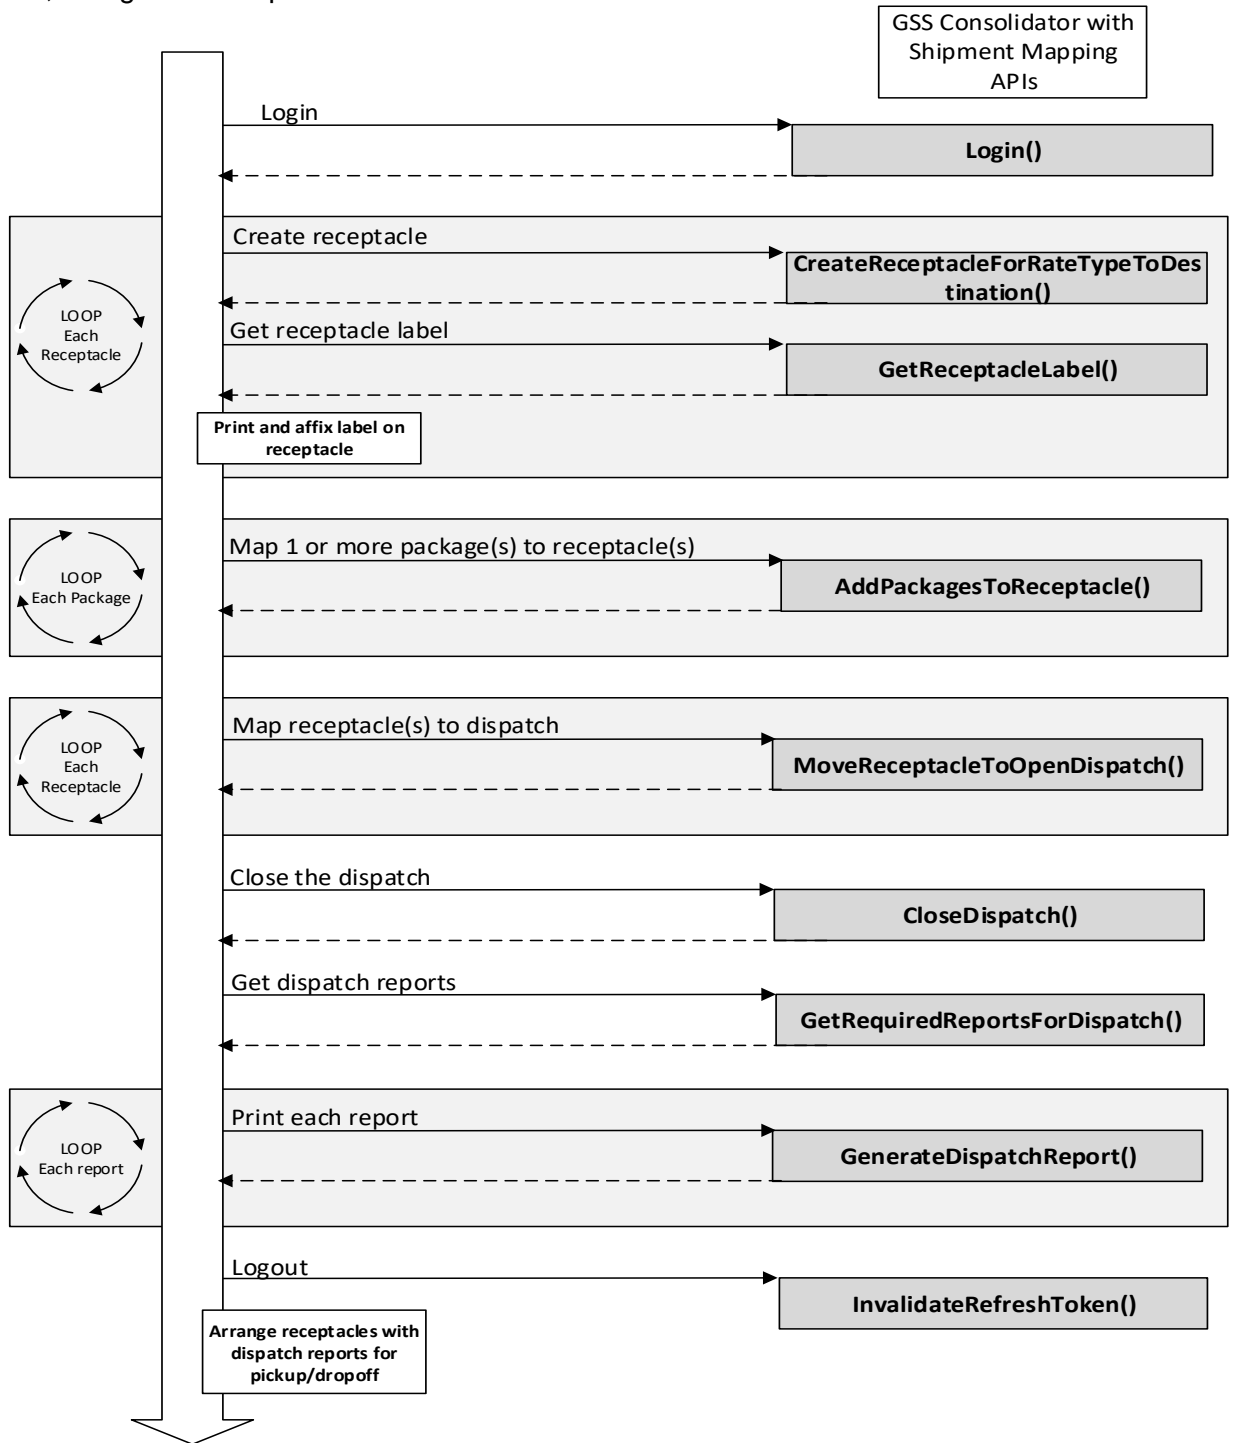 GSS Consolidator with
Shipment Mapping
APIs
Login
Login()
Create receptacle
CreateReceptacleForRateTypeToDes
tination()
LOOP
Each
Receptacle
Get receptacle label
GetReceptacleLabel()
Print and affix label on
receptacle
Map 1 or more package(s) to receptacle(s)
LOOP
Each Package
AddPackagesToReceptacle()
Map receptacle(s) to dispatch
LOOP
Each
Receptacle
MoveReceptacleToOpenDispatch()
Close the dispatch
CloseDispatch()
Get dispatch reports
GetRequiredReportsForDispatch()
Print each report
LOOP
Each report
GenerateDispatchReport()
Logout
InvalidateRefreshToken()
Arrange receptacles with
dispatch reports for
pickup/dropoff